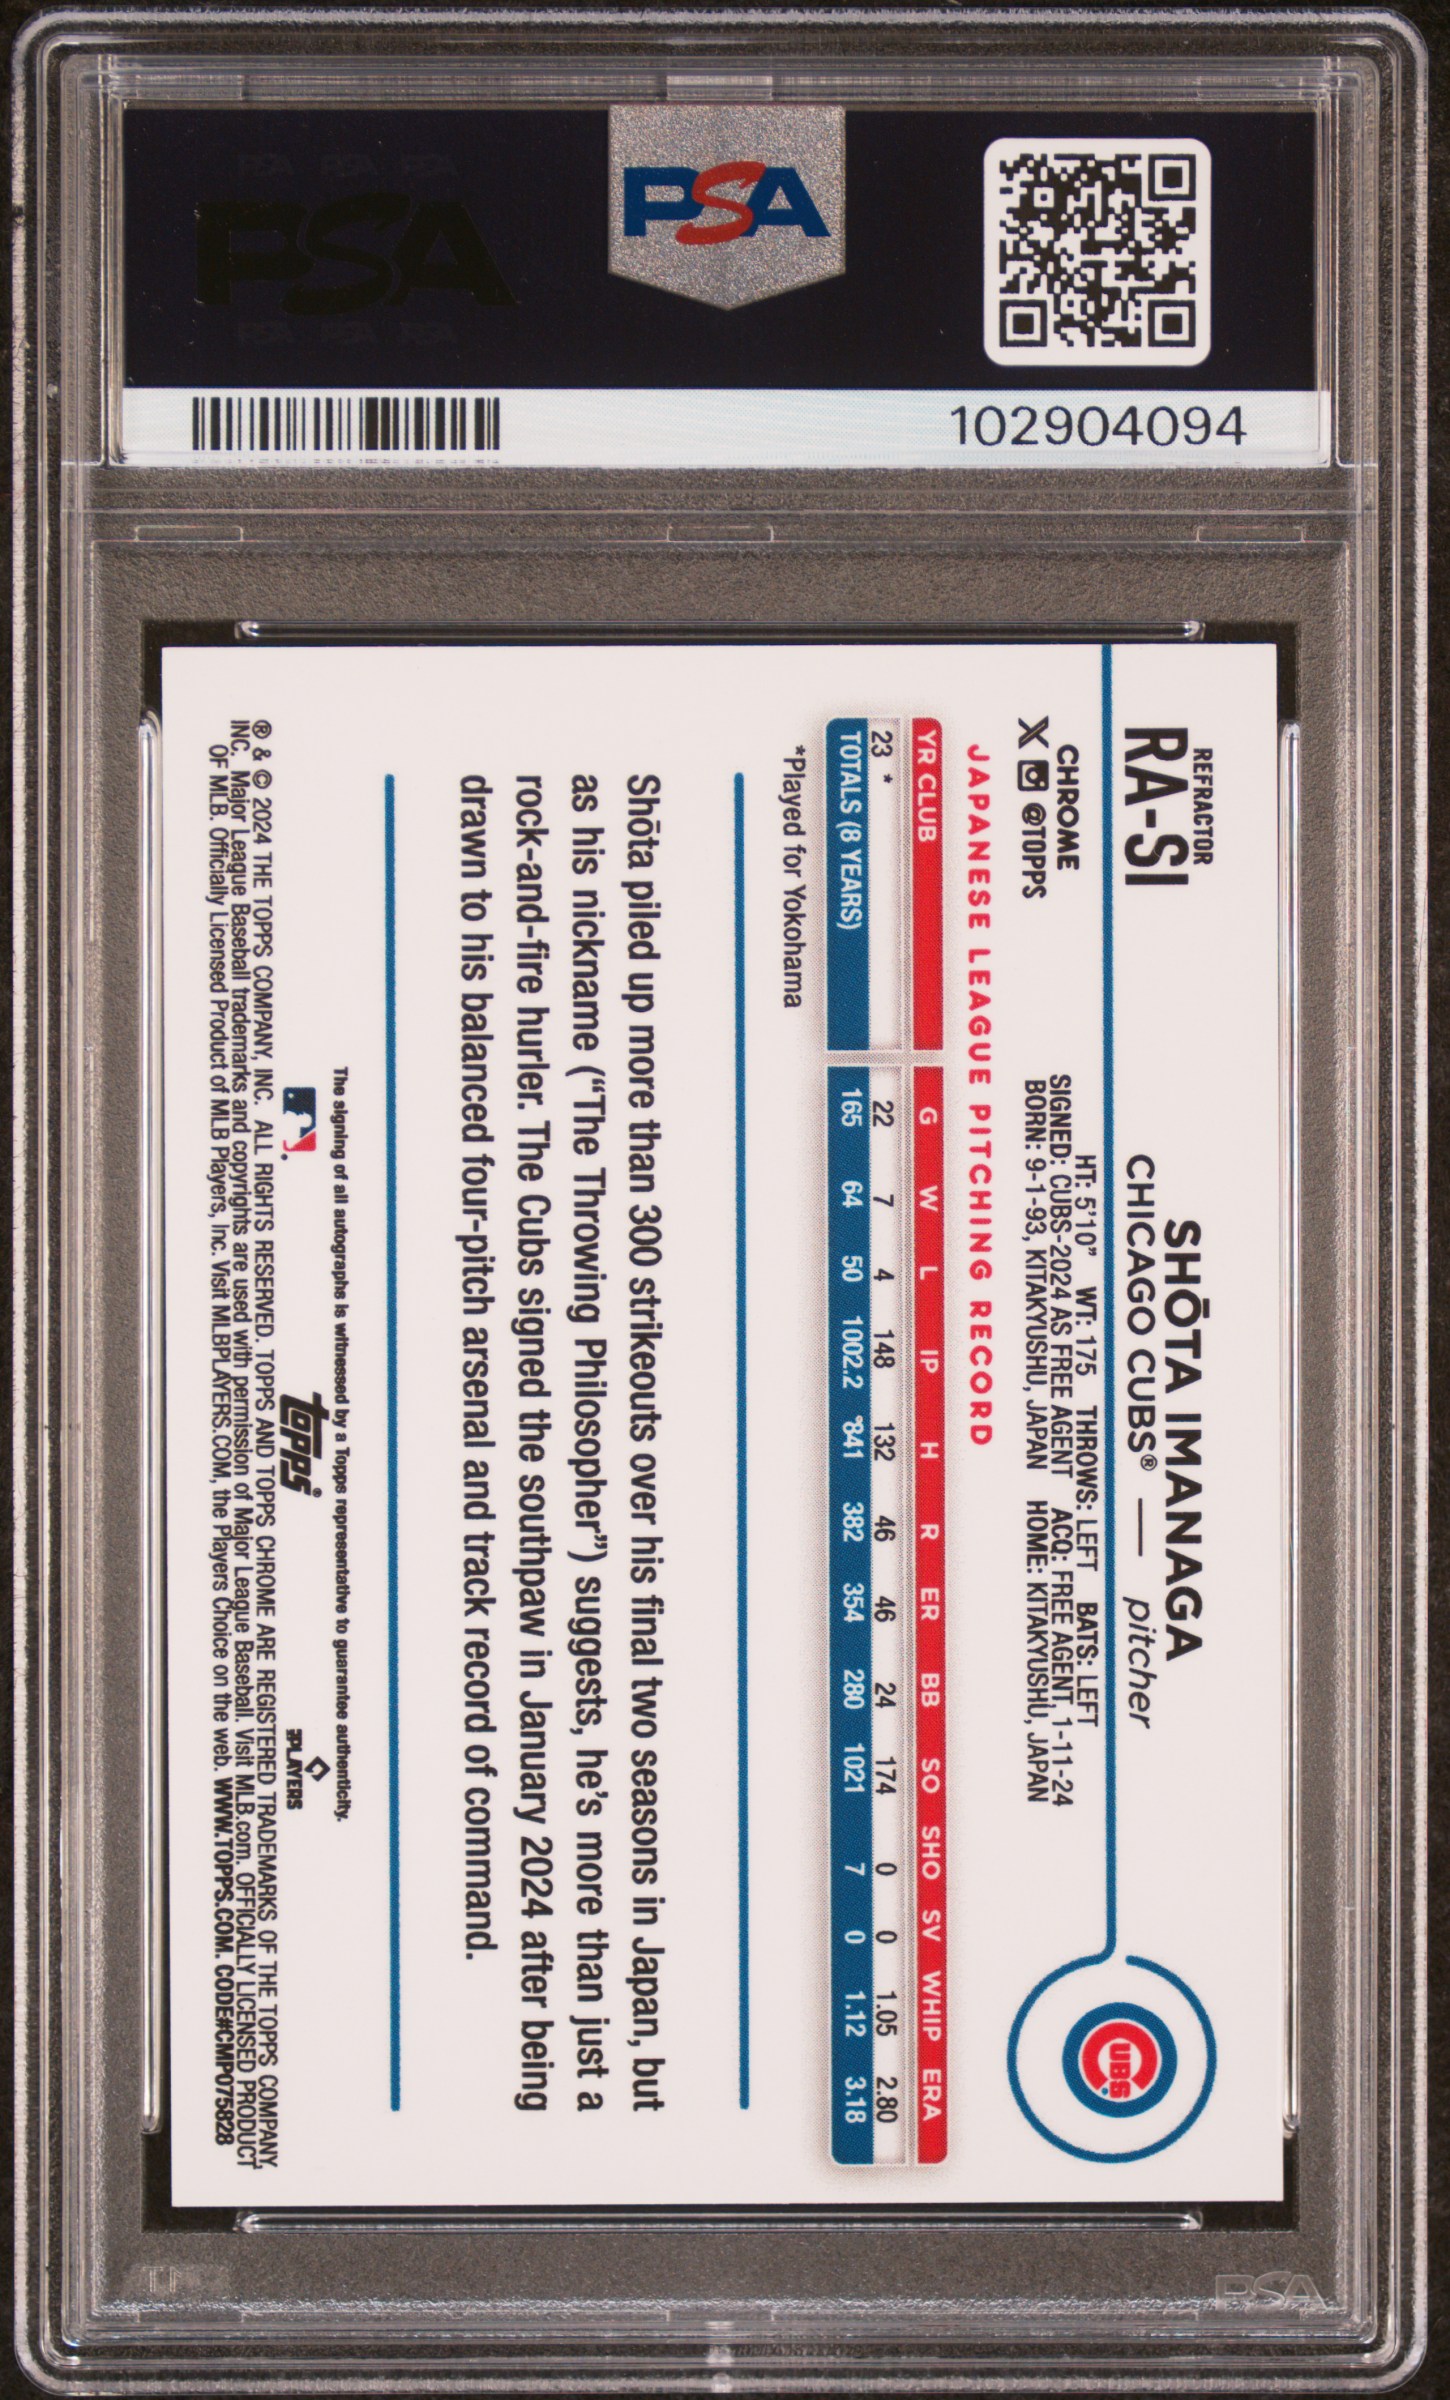 PSA
PSA
102904094
REFRACTOR
RA-SI
SHŌTA IMANAGA
CHICAGO CUBS® — pitcher
CHROME
X @TOPPS
HT: 5'10" WT: 175 THROWS: LEFT BATS: LEFT
SIGNED: CUBS-2024 AS FREE AGENT ACQ: FREE AGENT, 1-11-24
BORN: 9-1-93, KITAKYUSHU, JAPAN HOME: KITAKYUSHU, JAPAN
CUBS
JAPANESE LEAGUE PITCHING RECORD
YR CLUB G W L IP H R ER BB SO SHO SV WHIP ERA
23 * 22 7 4 148 132 46 46 24 174 0 0 1.05 2.80
TOTALS (8 YEARS) 165 64 50 1002.2 841 382 354 280 1021 7 0 1.12 3.18
*Played for Yokohama
Shōta piled up more than 300 strikeouts over his final two seasons in Japan, but
as his nickname (“The Throwing Philosopher”) suggests, he’s more than just a
rock-and-fire hurler. The Cubs signed the southpaw in January 2024 after being
drawn to his balanced four-pitch arsenal and track record of command.
The signing of all autographs is witnessed by a Topps representative to guarantee authenticity.
topps® PLAYERS
® & © 2024 THE TOPPS COMPANY, INC. ALL RIGHTS RESERVED. TOPPS AND TOPPS CHROME ARE REGISTERED TRADEMARKS OF THE TOPPS COMPANY,
INC. Major League Baseball trademarks and copyrights are used with permission of Major League Baseball. Visit MLB.com. OFFICIALLY LICENSED PRODUCT
OF MLB. Officially Licensed Product of MLB Players, Inc. Visit MLBPLAYERS.COM, the Players Choice on the web. WWW.TOPPS.COM. CODE#CMP075828
PSA